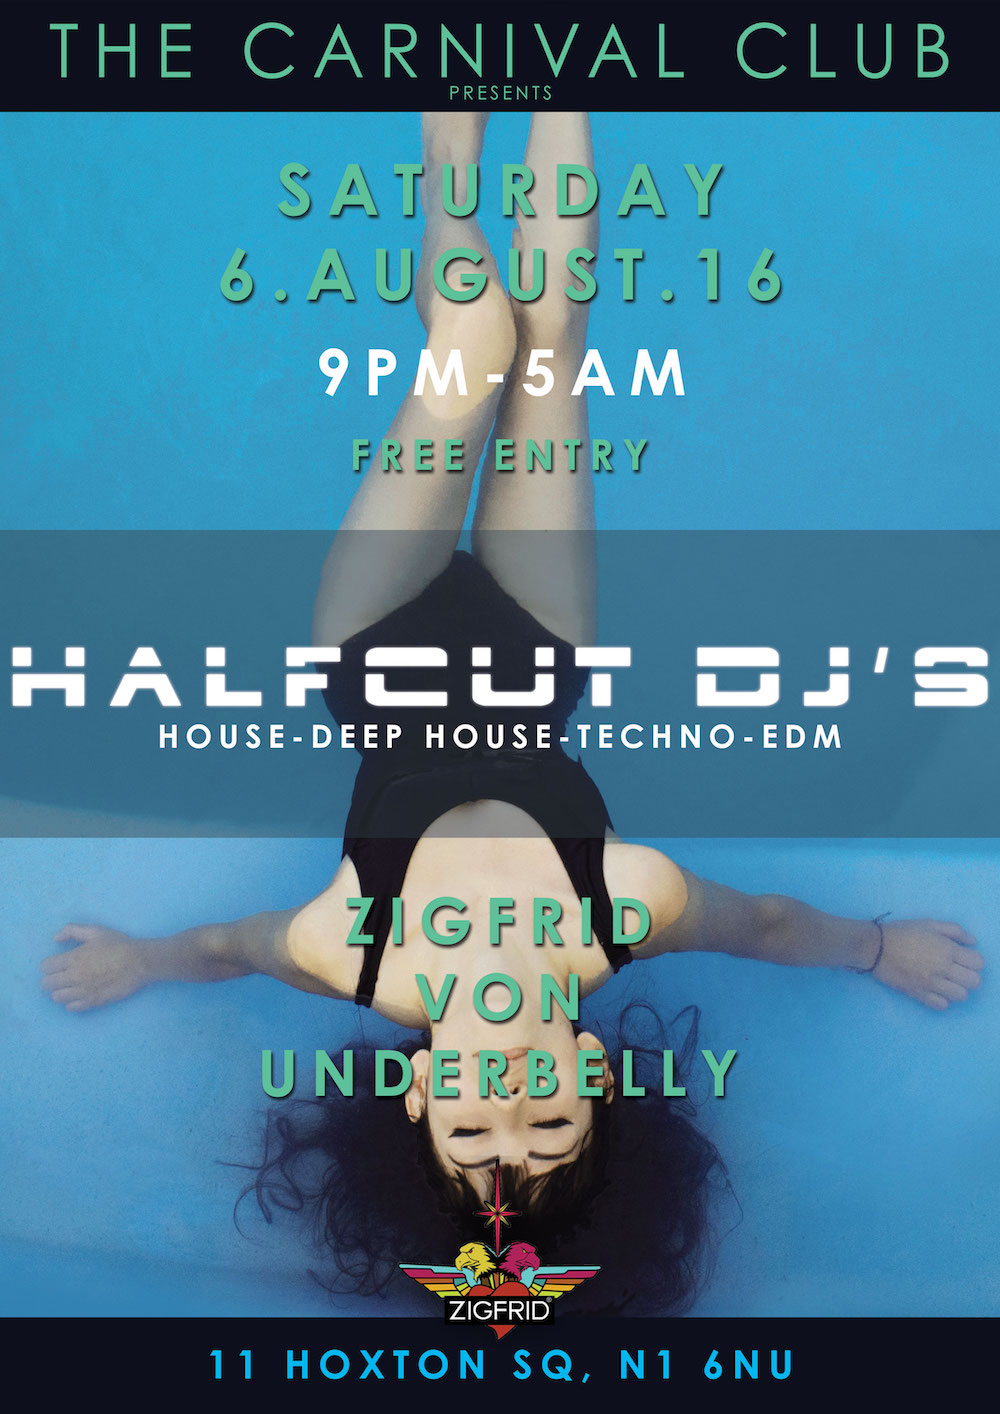 THE CARNIVAL CLUB
PRESENTS
SATURDAY
6.AUGUST.16
9PM-5AM
FREE ENTRY
HALFCUT DJ'S
HOUSE-DEEP HOUSE-TECHNO-EDM
ZIGFRID
VON
UNDERBELLY
ZIGFRID®
11 HOXTON SQ, N1 6NU